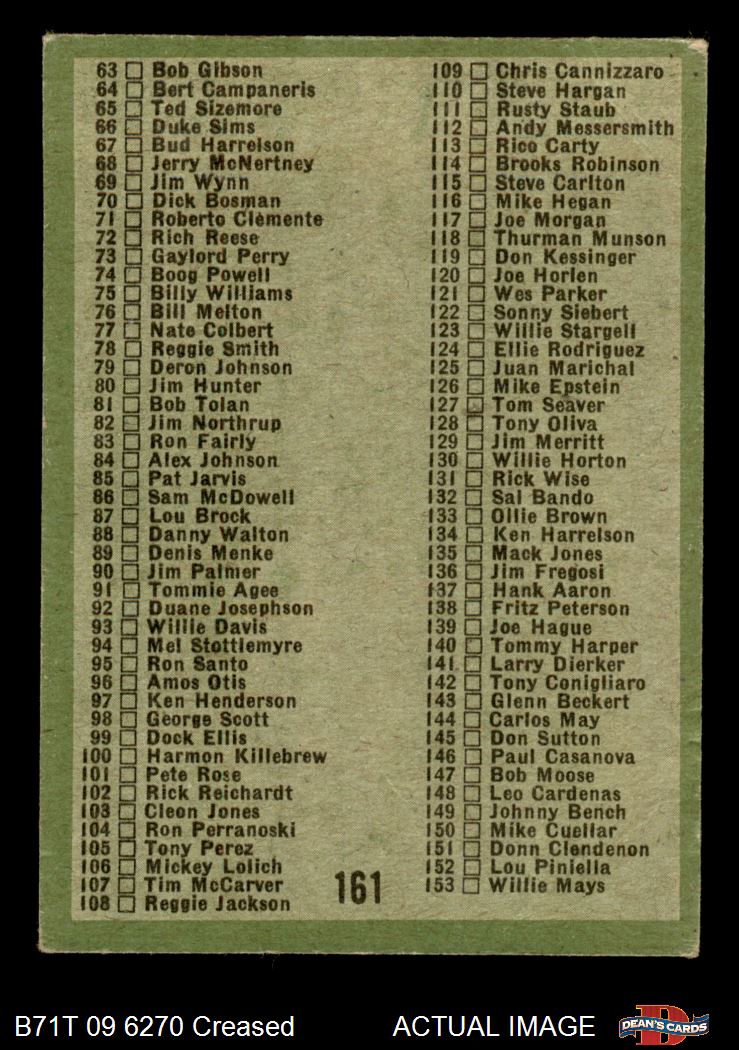 63 Bob Gibson
64 Bert Campaneris
65 Ted Sizemore
66 Duke Sims
67 Bud Harrelson
68 Jerry McNertney
69 Jim Wynn
70 Dick Bosman
71 Roberto Clemente
72 Rich Reese
73 Gaylord Perry
74 Boog Powell
75 Billy Williams
76 Bill Melton
77 Nate Colbert
78 Reggie Smith
79 Deron Johnson
80 Jim Hunter
81 Bob Tolan
82 Jim Northrup
83 Ron Fairly
84 Alex Johnson
85 Pat Jarvis
86 Sam McDowell
87 Lou Brock
88 Danny Walton
89 Denis Menke
90 Jim Palmer
91 Tommie Agee
92 Duane Josephson
93 Willie Davis
94 Mel Stottlemyre
95 Ron Santo
96 Amos Otis
97 Ken Henderson
98 George Scott
99 Dock Ellis
100 Harmon Killebrew
101 Pete Rose
102 Rick Reichardt
103 Cleon Jones
104 Ron Perranoski
105 Tony Perez
106 Mickey Lolich
107 Tim McCarver
108 Reggie Jackson
161
109 Chris Cannizzaro
110 Steve Hargan
111 Rusty Staub
112 Andy Messersmith
113 Rico Carty
114 Brooks Robinson
115 Steve Carlton
116 Mike Hegan
117 Joe Morgan
118 Thurman Munson
119 Don Kessinger
120 Joe Horlen
121 Wes Parker
122 Sonny Siebert
123 Willie Stargell
124 Ellie Rodriguez
125 Juan Marichal
126 Mike Epstein
127 Tom Seaver
128 Tony Oliva
129 Jim Merritt
130 Willie Horton
131 Rick Wise
132 Sal Bando
133 Ollie Brown
134 Ken Harrelson
135 Mack Jones
136 Jim Fregosi
137 Hank Aaron
138 Fritz Peterson
139 Joe Hague
140 Tommy Harper
141 Larry Dierker
142 Tony Conigliaro
143 Glenn Beckert
144 Carlos May
145 Don Sutton
146 Paul Casanova
147 Bob Moose
148 Leo Cardenas
149 Johnny Bench
150 Mike Cuellar
151 Donn Clendenon
152 Lou Piniella
153 Willie Mays
B71T 09 6270 Creased
ACTUAL IMAGE
D
DEAN'S CARDS